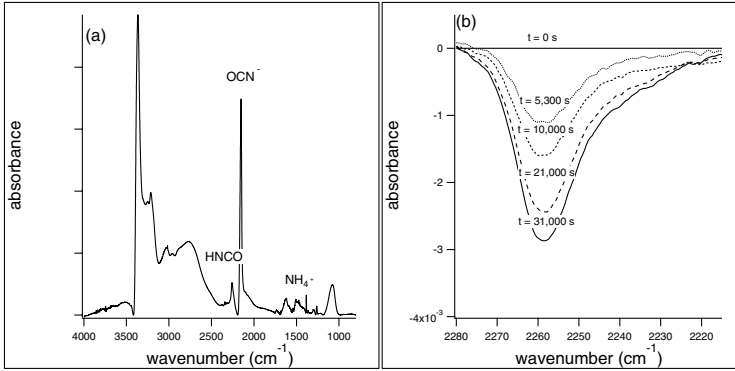 (a)
OCN⁻
HNCO
NH₄⁺
absorbance
4000 3500 3000 2500 2000 1500 1000
wavenumber (cm⁻¹)
(b)
t = 0 s
t = 5,300 s
t = 10,000 s
t = 21,000 s
t = 31,000 s
absorbance
0
-1
-2
-3
-4x10⁻³
2280 2270 2260 2250 2240 2230 2220
wavenumber (cm⁻¹)